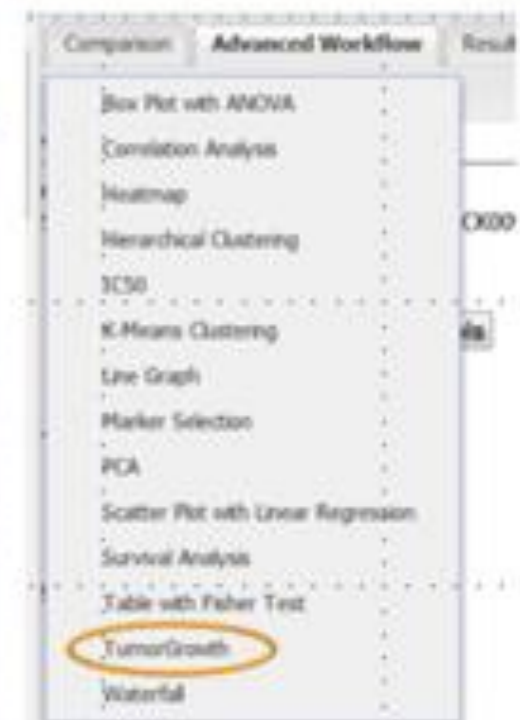 Comparison Advanced Workflow Result
Box Plot with ANOVA
Correlation Analysis
Heatmap
Hierarchical Clustering
IC50
K-Means Clustering
Line Graph
Marker Selection
PCA
Scatter Plot with Linear Regression
Survival Analysis
Table with Fisher Test
TumorGrowth
Waterfall